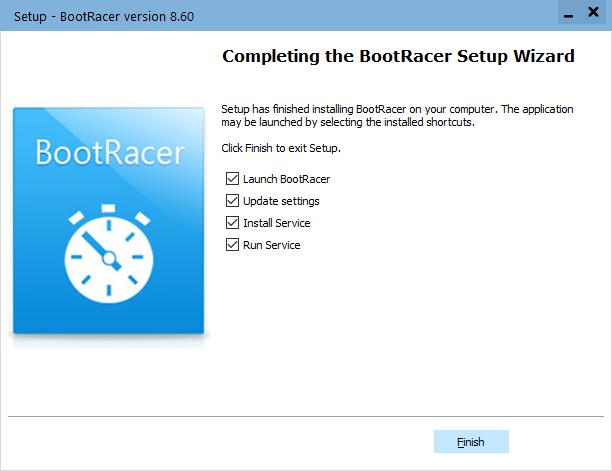 Setup - BootRacer version 8.60
Completing the BootRacer Setup Wizard
Setup has finished installing BootRacer on your computer. The application
may be launched by selecting the installed shortcuts.
Click Finish to exit Setup.
BootRacer
Launch BootRacer
Update settings
Install Service
Run Service
Finish